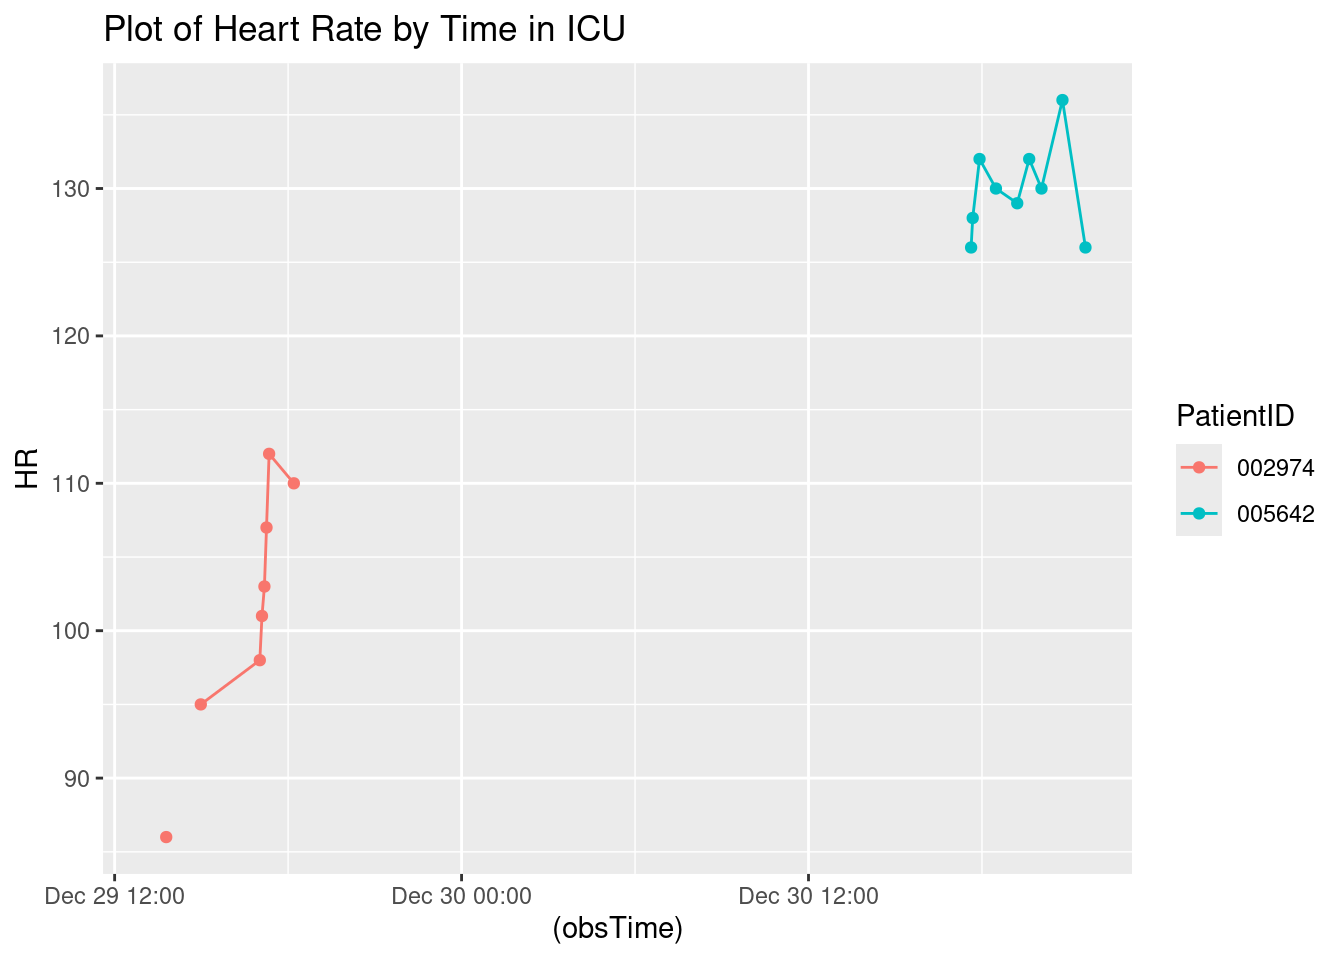 Plot of Heart Rate by Time in ICU
HR
130
120
110
100
90
Dec 29 12:00
Dec 30 00:00
Dec 30 12:00
(obsTime)
PatientID
002974
005642